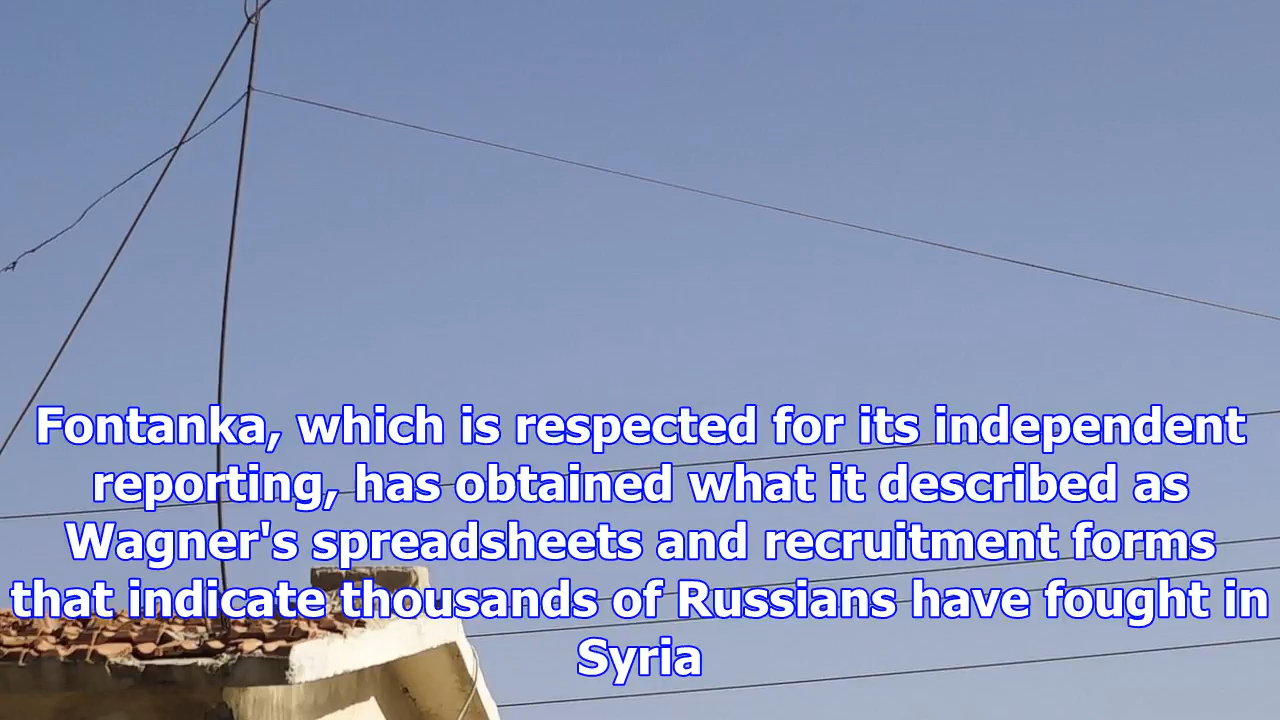 Fontanka, which is respected for its independent
reporting, has obtained what it described as
Wagner's spreadsheets and recruitment forms
that indicate thousands of Russians have fought in
Syria